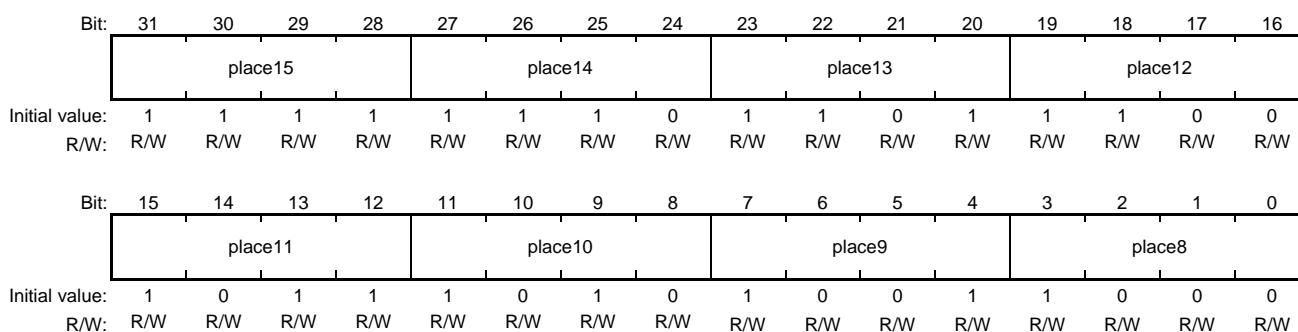 Bit: 31 30 29 28 27 26 25 24 23 22 21 20 19 18 17 16
place15 place14 place13 place12
Initial value: 1 1 1 1 1 1 1 0 1 1 0 1 1 1 0 0
R/W: R/W R/W R/W R/W R/W R/W R/W R/W R/W R/W R/W R/W R/W R/W R/W R/W
Bit: 15 14 13 12 11 10 9 8 7 6 5 4 3 2 1 0
place11 place10 place9 place8
Initial value: 1 0 1 1 1 0 1 0 1 0 0 1 1 0 0 0
R/W: R/W R/W R/W R/W R/W R/W R/W R/W R/W R/W R/W R/W R/W R/W R/W R/W